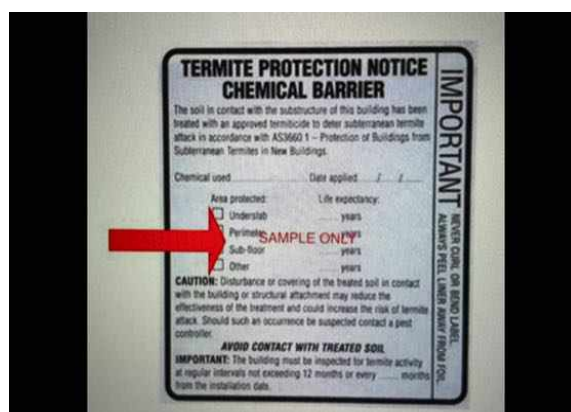 TERMITE PROTECTION NOTICE
CHEMICAL BARRIER
The soil in contact with the substructure of this building has been
treated with an approved termiticide to deter subterranean termite
attack in accordance with AS3660 1 – Protection of Buildings from
Subterranean Termites in New Buildings.
Chemical used Date applied / /
Area protected: Life expectancy:
Underslab ..... years
Perimeter years
SAMPLE ONLY
Sub-floor ..... years
Other ..... years
CAUTION: Disturbance or covering of the treated soil in contact
with the building or structural attachment may reduce the
effectiveness of the treatment and could increase the risk of termite
attack. Should such an occurrence be suspected contact a pest
controller.
AVOID CONTACT WITH TREATED SOIL
IMPORTANT: The building must be inspected for termite activity
at regular intervals not exceeding 12 months or every ..... months
from the installation date.
IMPORTANT
NEVER CURL OR BEND LABEL.
ALWAYS PEEL LINER AWAY FROM FOIL.